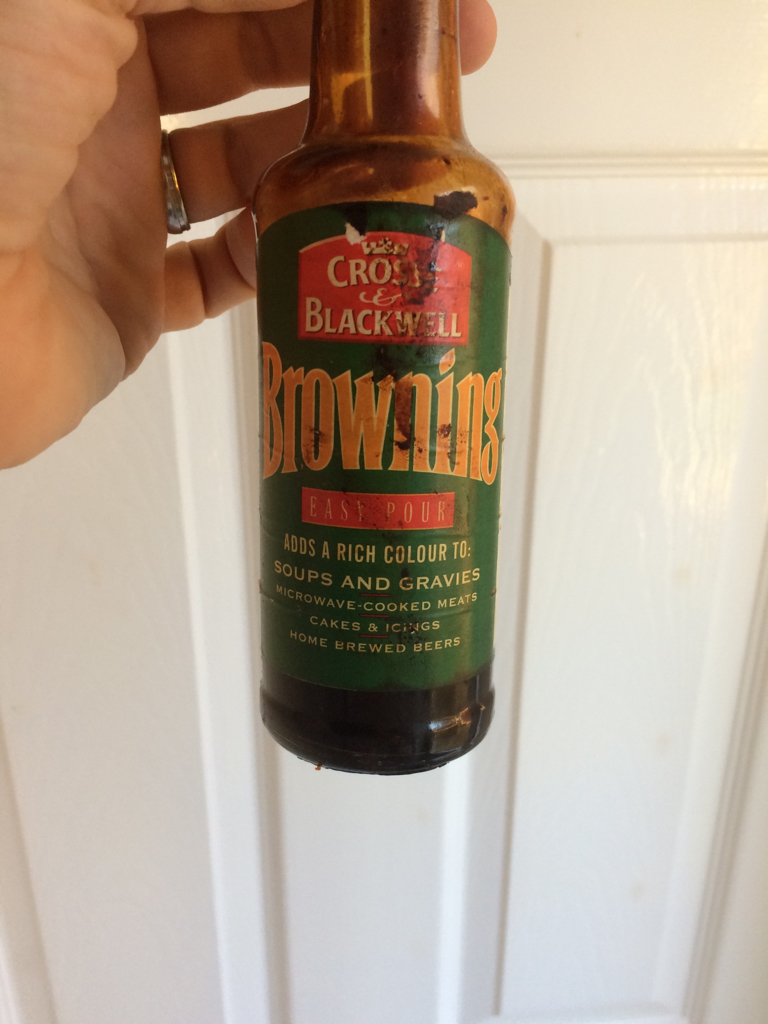 CROSSE
&
BLACKWELL
Browning
EASY POUR
ADDS A RICH COLOUR TO:
SOUPS AND GRAVIES
MICROWAVE-COOKED MEATS
CAKES & ICINGS
HOME BREWED BEERS